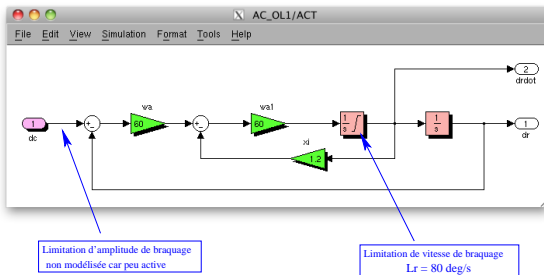 AC_OL1/ACT
File Edit View Simulation Format Tools Help
2
drdot
wa
wa1
1
dc
60
60
1
s
1
s
1
dr
xi
1.2
Limitation d'amplitude de braquage
non modélisée car peu active
Limitation de vitesse de braquage
Lr = 80 deg/s